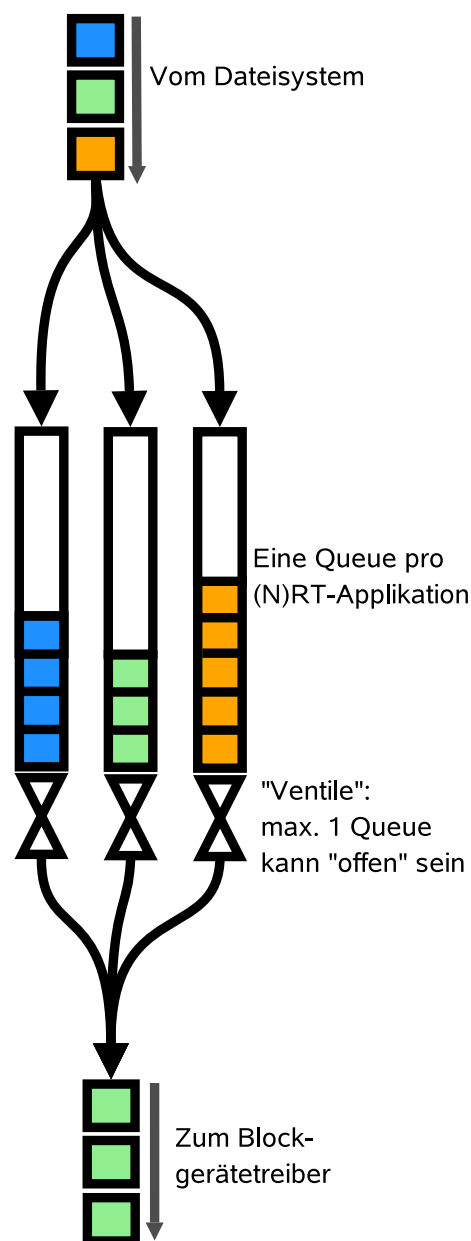 Vom Dateisystem
Eine Queue pro
(N)RT-Applikation
"Ventile":
max. 1 Queue
kann "offen" sein
Zum Block-
gerätetreiber